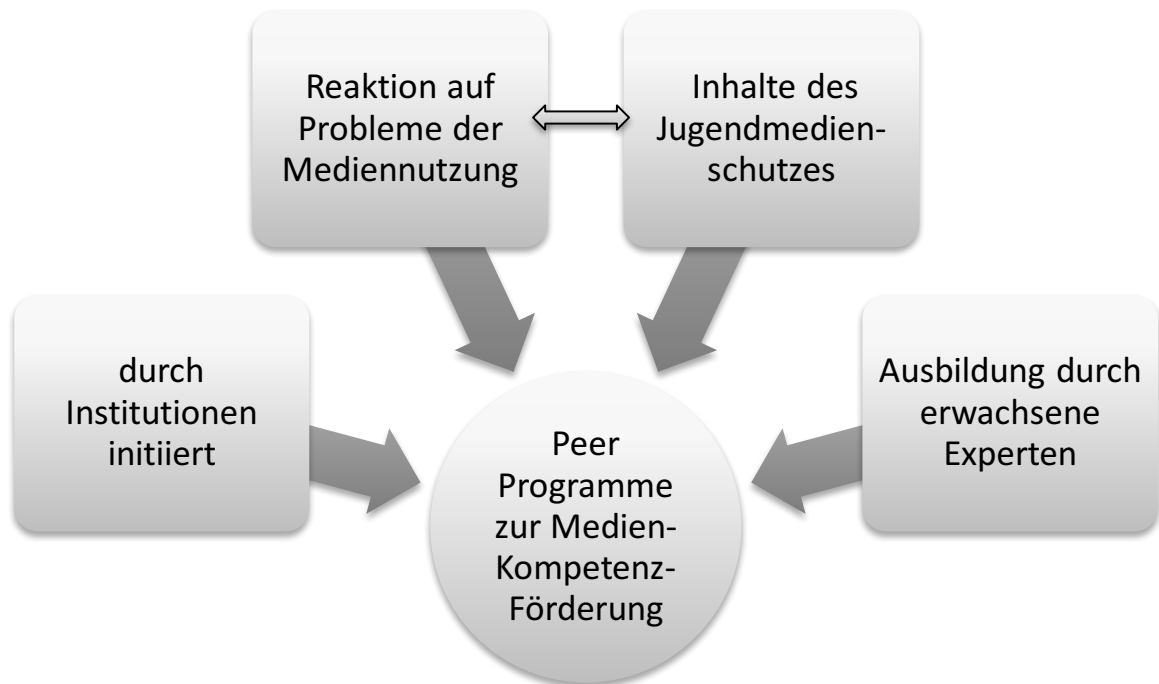 Reaktion auf
Probleme der
Mediennutzung
Inhalte des
Jugendmedien-
schutzes
durch
Institutionen
initiiert
Ausbildung durch
erwachsene
Experten
Peer
Programme
zur Medien-
Kompetenz-
Förderung